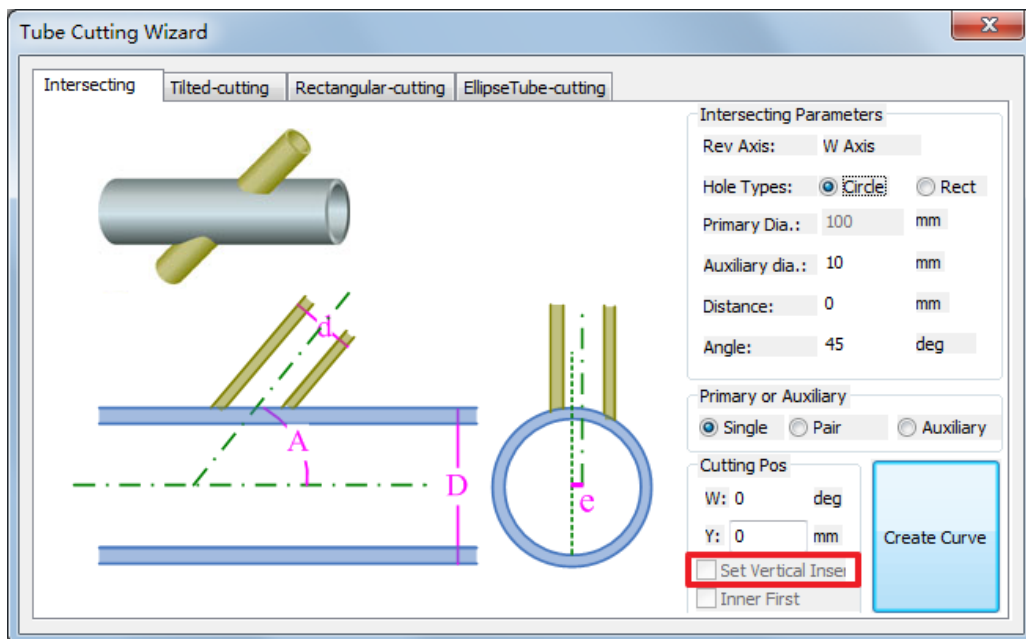 Tube Cutting Wizard
Intersecting Tilted-cutting Rectangular-cutting EllipseTube-cutting
Intersecting Parameters
Rev Axis: W Axis
Hole Types: Circle Rect
Primary Dia.: 100 mm
Auxiliary dia.: 10 mm
Distance: 0 mm
Angle: 45 deg
d
A
D
e
Primary or Auxiliary
Single Pair Auxiliary
Cutting Pos
W: 0 deg
Y: 0 mm
Set Vertical Inser
Inner First
Create Curve